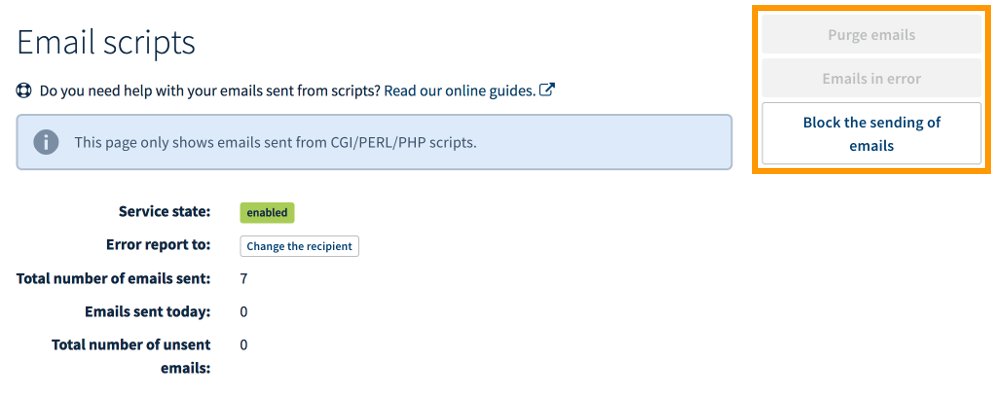 Email scripts
Do you need help with your emails sent from scripts? Read our online guides.
This page only shows emails sent from CGI/PERL/PHP scripts.
Service state: enabled
Error report to: Change the recipient
Total number of emails sent: 7
Emails sent today: 0
Total number of unsent 0
emails:
Purge emails
Emails in error
Block the sending of
emails